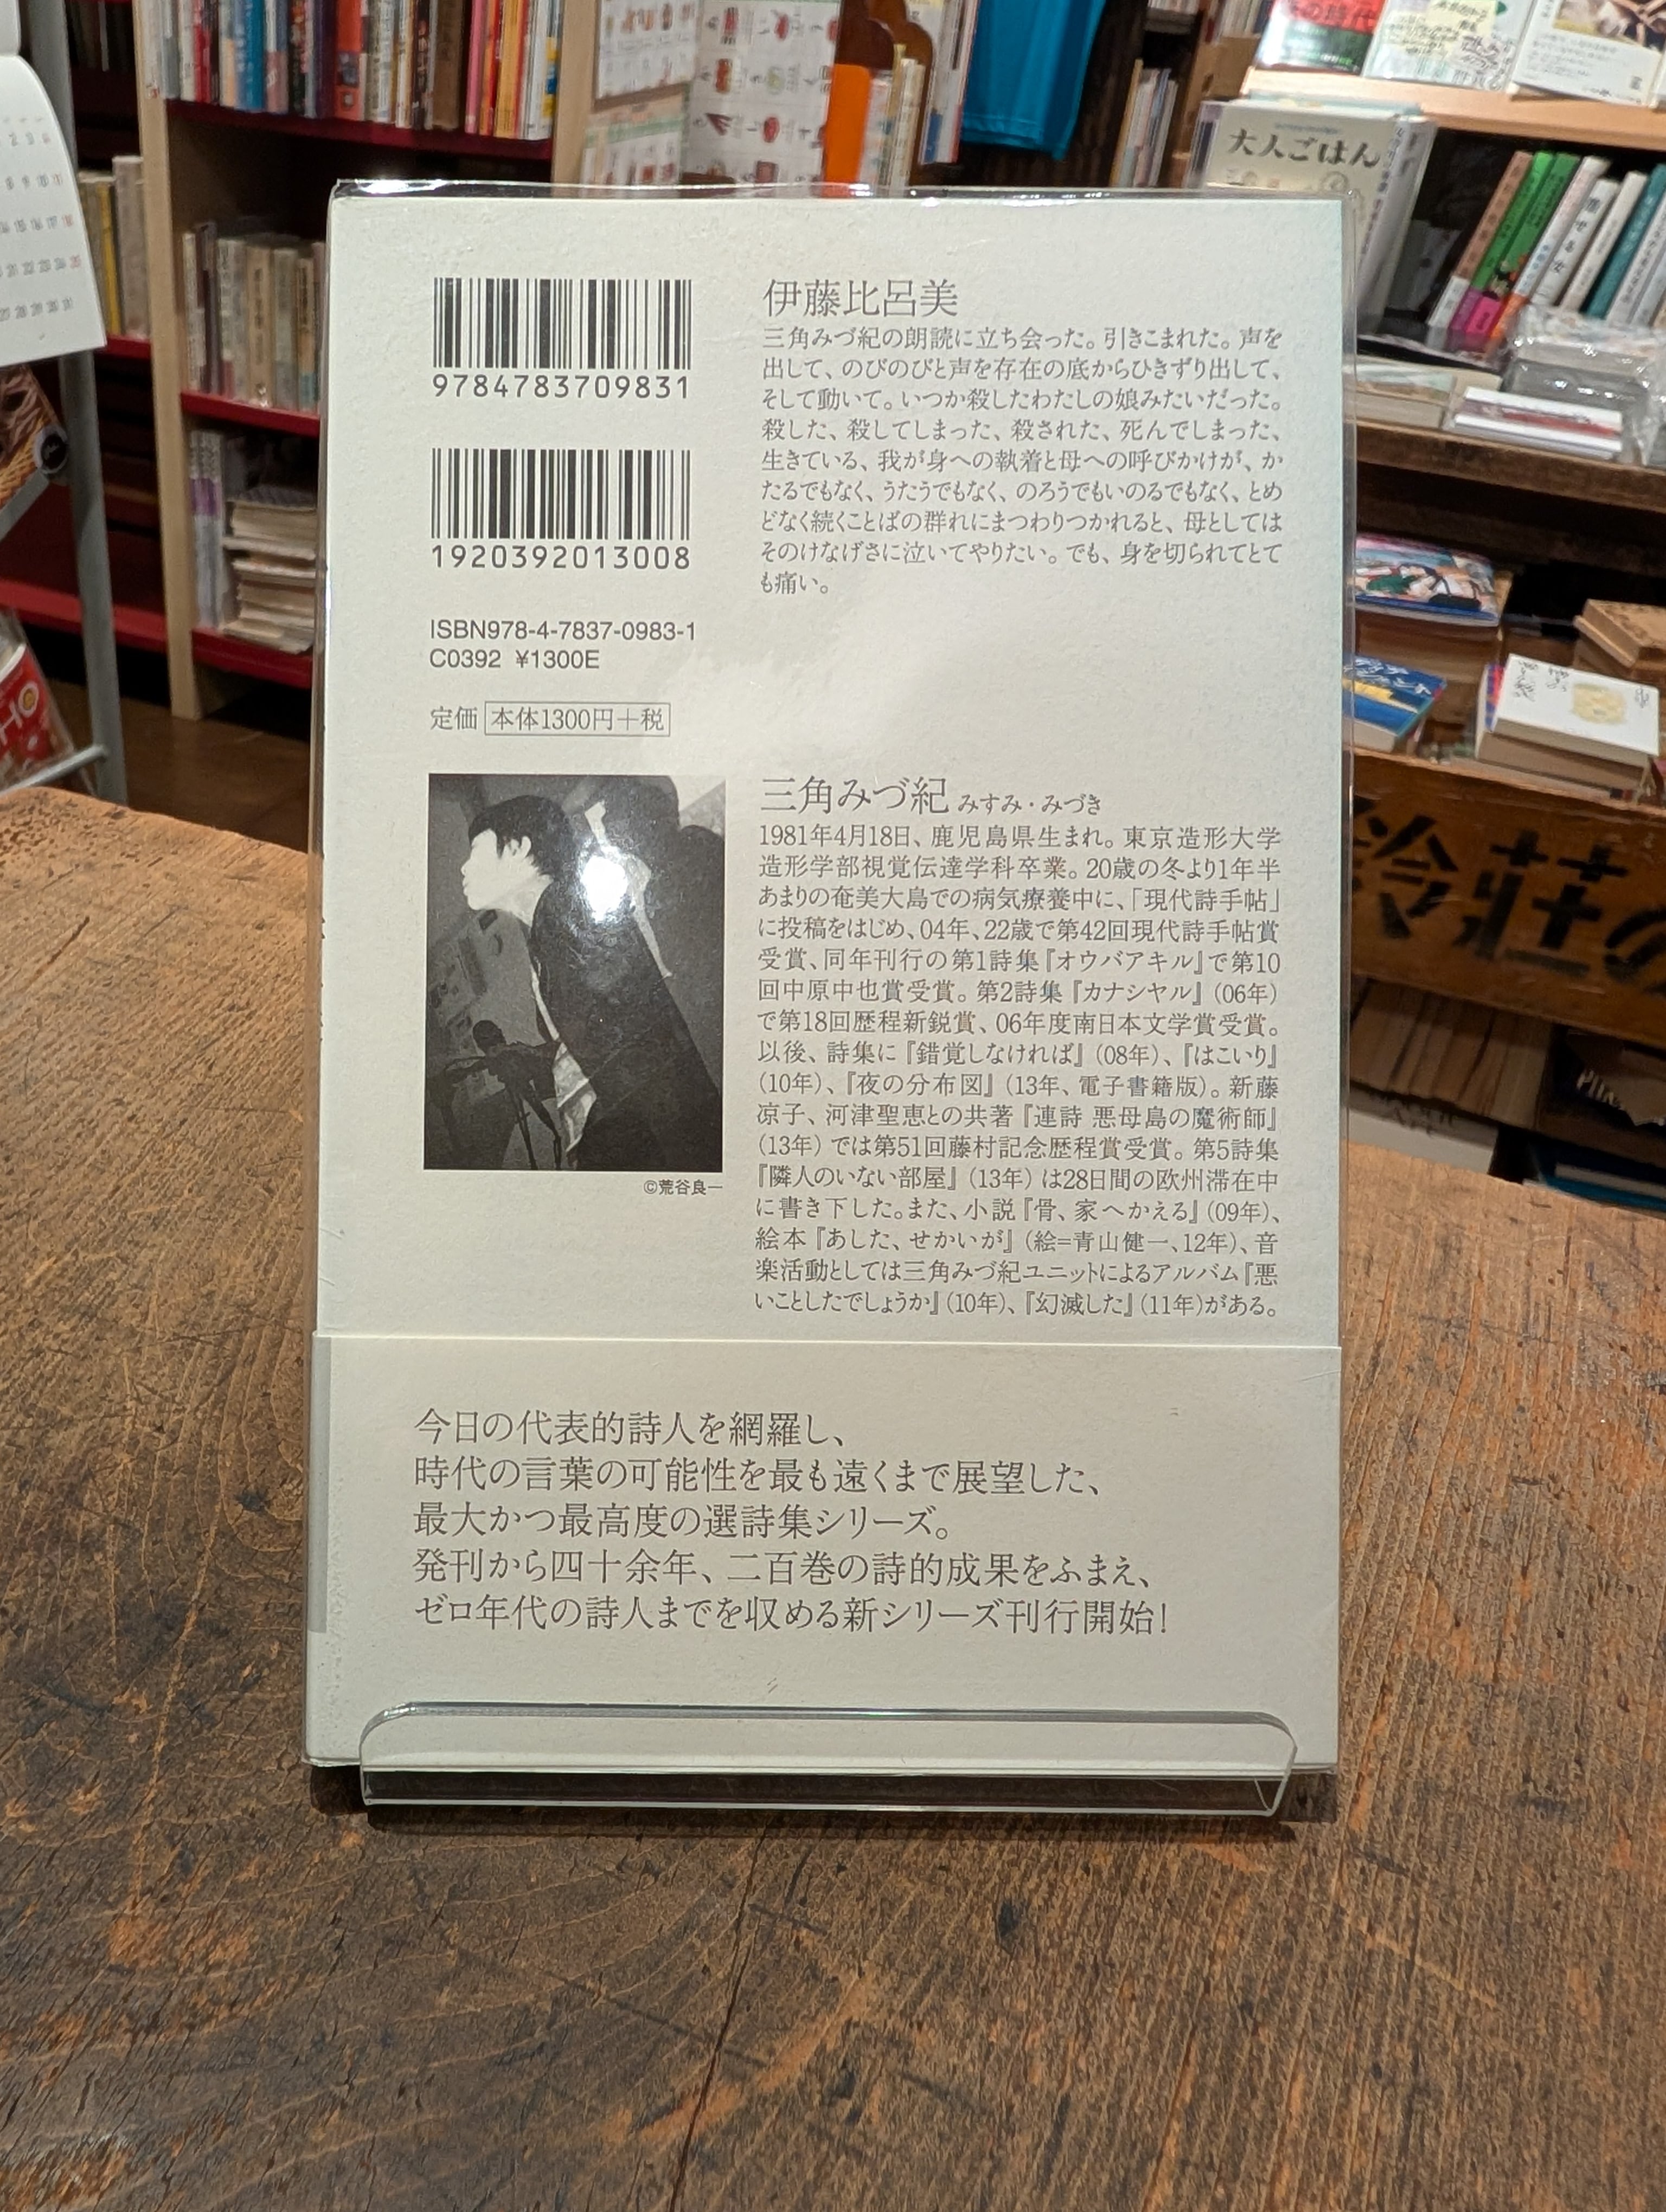 大人ごはん
9784783709831
1920392013008
ISBN978-4-7837-0983-1
C0392 ¥1300E
定価 本体1300円+税
伊藤比呂美
三角みづ紀の朗読に立ち会った。引きこまれた。声を
出して、のびのびと声を存在の底からひきずり出して、
そして動いて。いつか殺したわたしの娘みたいだった。
殺した、殺してしまった、殺された、死んでしまった、
生きている、我が身への執着と母への呼びかけが、か
たるでもなく、うたうでもなく、のろうでもいのるでもなく、とめ
どなく続くことばの群れにまつわりつかれると、母としては
そのけなげさに泣いてやりたい。でも、身を切られてとて
も痛い。
三角みづ紀 みすみ・みづき
1981年4月18日、鹿児島県生まれ。東京造形大学
造形学部視覚伝達学科卒業。20歳の冬より1年半
あまりの奄美大島での病気療養中に、「現代詩手帖」
に投稿をはじめ、04年、22歳で第42回現代詩手帖賞
受賞、同年刊行の第1詩集『オウバアキル』で第10
回中原中也賞受賞。第2詩集『カナシヤル』(06年)
で第18回歴程新鋭賞、06年度南日本文学賞受賞。
以後、詩集に『錯覚しなければ』(08年)、『はこいり』
(10年)、『夜の分布図』(13年、電子書籍版)。新藤
凉子、河津聖恵との共著『連詩 悪母島の魔術師』
(13年)では第51回藤村記念歴程賞受賞。第5詩集
『隣人のいない部屋』(13年)は28日間の欧州滞在中
に書き下した。また、小説『骨、家へかえる』(09年)、
絵本『あした、せかいが』(絵=青山健一、12年)、音
楽活動としては三角みづ紀ユニットによるアルバム『悪
いことしたでしょうか』(10年)、『幻滅した』(11年)がある。
©荒谷良一
今日の代表的詩人を網羅し、
時代の言葉の可能性を最も遠くまで展望した、
最大かつ最高度の選詩集シリーズ。
発刊から四十余年、二百巻の詩的成果をふまえ、
ゼロ年代の詩人までを収める新シリーズ刊行開始!